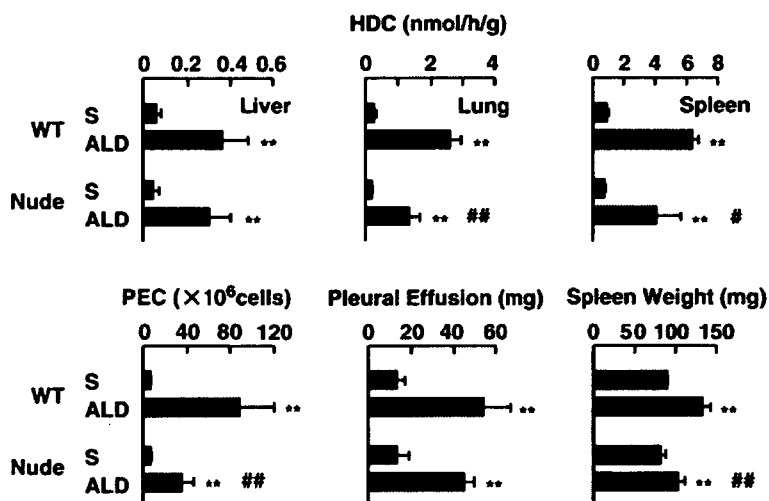 HDC (nmol/h/g)
0 0.2 0.4 0.6
0 2 4
0 2 4 6 8
Liver
Lung
Spleen
WT
S
ALD
**
**
**
Nude
S
ALD
**
** ##
** #
PEC (×10⁶cells)
Pleural Effusion (mg)
Spleen Weight (mg)
0 40 80 120
0 20 40 60
0 50 100 150
WT
S
ALD
**
**
**
Nude
S
ALD
** ##
**
** ##